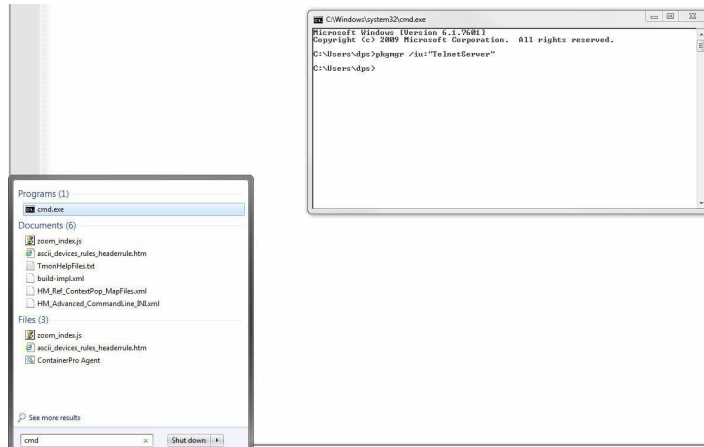 C:\Windows\system32\cmd.exe
Microsoft Windows [Version 6.1.7601]
Copyright (c) 2009 Microsoft Corporation.  All rights reserved.
C:\Users\dps>pkgmgr /iu:"TelnetServer"
C:\Users\dps>
Programs (1)
cmd.exe
Documents (6)
zoom_index.js
ascii_devices_rules_headerrule.htm
TmonHelpFiles.txt
build-impl.xml
HM_Ref_ContextPop_MapFiles.xml
HM_Advanced_CommandLine_INI.xml
Files (3)
zoom_index.js
ascii_devices_rules_headerrule.htm
ContainerPro Agent
See more results
cmd
Shut down